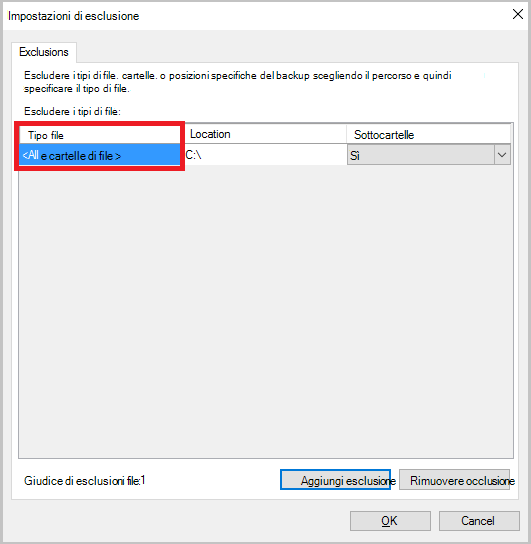 Impostazioni di esclusione
Exclusions
Escludere i tipi di file. cartelle. o posizioni specifiche del backup scegliendo il percorso e quindi
specificare il tipo di file.
Escludere i tipi di file:
Tipo file Location Sottocartelle
<All e cartelle di file > C:\ Sì
Giudice di esclusioni file:1 Aggiungi esclusione Rimuovere occlusione
OK Cancel